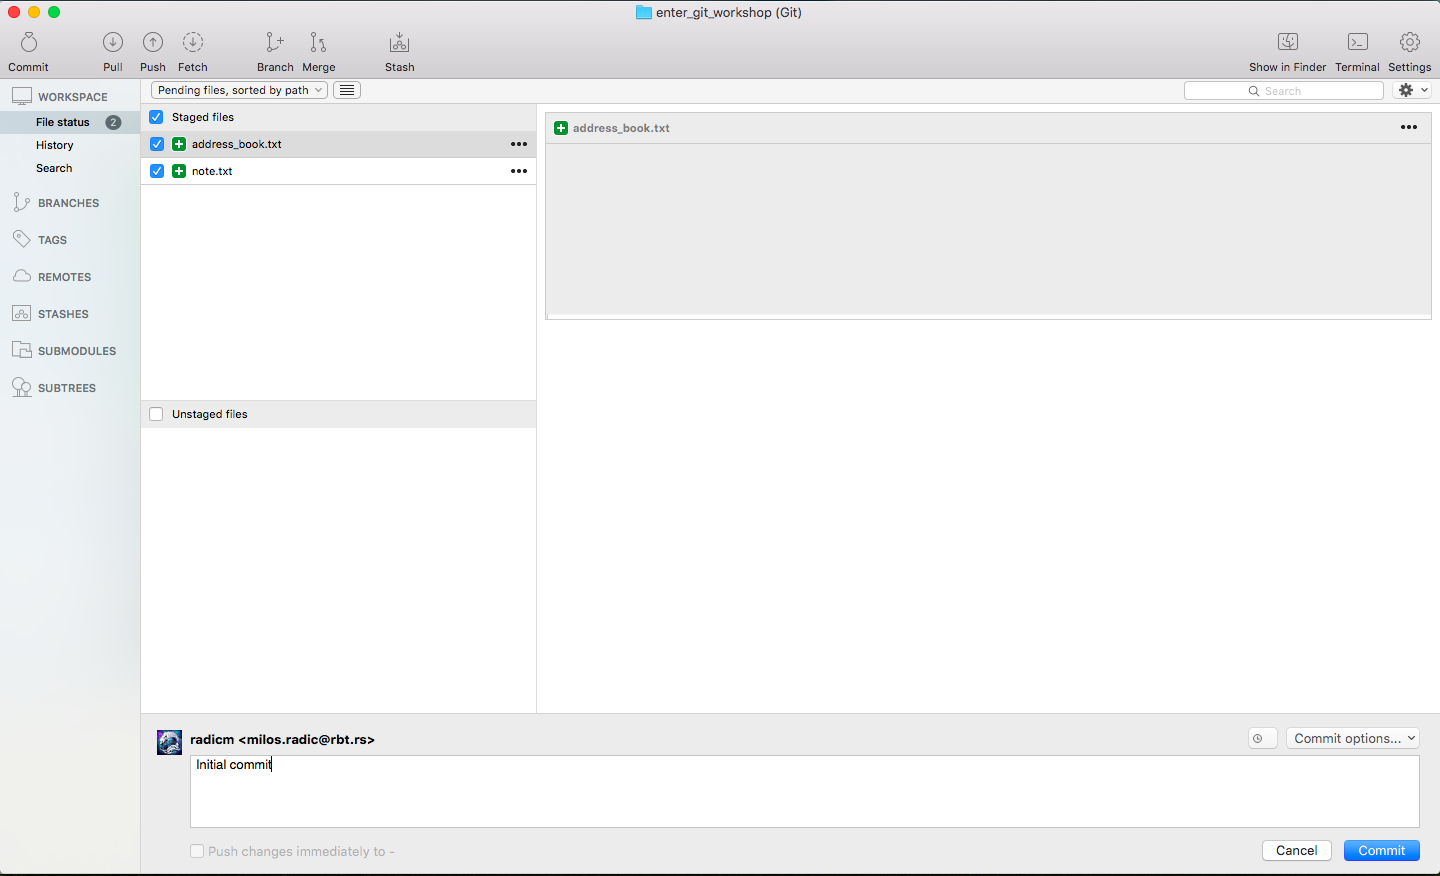 enter_git_workshop (Git)
Commit Pull Push Fetch Branch Merge Stash Show in Finder Terminal Settings
WORKSPACE
File status 2
History
Search
BRANCHES
TAGS
REMOTES
STASHES
SUBMODULES
SUBTREES
Pending files, sorted by path
Search
Staged files
address_book.txt
note.txt
Unstaged files
address_book.txt
radicm <milos.radic@rbt.rs>
Commit options...
Initial commit
Push changes immediately to -
Cancel Commit